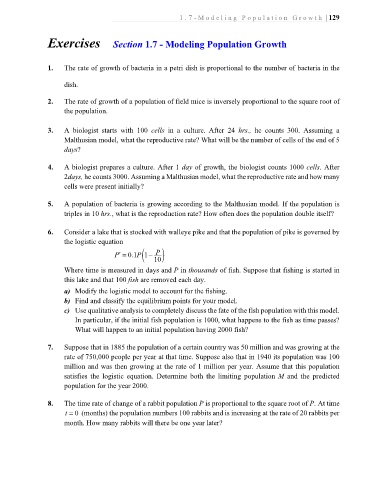 1.7-Modeling Population Growth | 129
Exercises Section 1.7 - Modeling Population Growth
1. The rate of growth of bacteria in a petri dish is proportional to the number of bacteria in the
dish.
2. The rate of growth of a population of field mice is inversely proportional to the square root of
the population.
3. A biologist starts with 100 cells in a culture. After 24 hrs., he counts 300. Assuming a
Malthusian model, what the reproductive rate? What will be the number of cells of the end of 5
days?
4. A biologist prepares a culture. After 1 day of growth, the biologist counts 1000 cells. After
2days, he counts 3000. Assuming a Malthusian model, what the reproductive rate and how many
cells were present initially?
5. A population of bacteria is growing according to the Malthusian model. If the population is
triples in 10 hrs., what is the reproduction rate? How often does the population double itself?
6. Consider a lake that is stocked with walleye pike and that the population of pike is governed by
the logistic equation
P' = 0.1P(1 − P/10)
Where time is measured in days and P in thousands of fish. Suppose that fishing is started in
this lake and that 100 fish are removed each day.
a) Modify the logistic model to account for the fishing.
b) Find and classify the equilibrium points for your model.
c) Use qualitative analysis to completely discuss the fate of the fish population with this model.
In particular, if the initial fish population is 1000, what happens to the fish as time passes?
What will happen to an initial population having 2000 fish?
7. Suppose that in 1885 the population of a certain country was 50 million and was growing at the
rate of 750,000 people per year at that time. Suppose also that in 1940 its population was 100
million and was then growing at the rate of 1 million per year. Assume that this population
satisfies the logistic equation. Determine both the limiting population M and the predicted
population for the year 2000.
8. The time rate of change of a rabbit population P is proportional to the square root of P. At time
t = 0 (months) the population numbers 100 rabbits and is increasing at the rate of 20 rabbits per
month. How many rabbits will there be one year later?